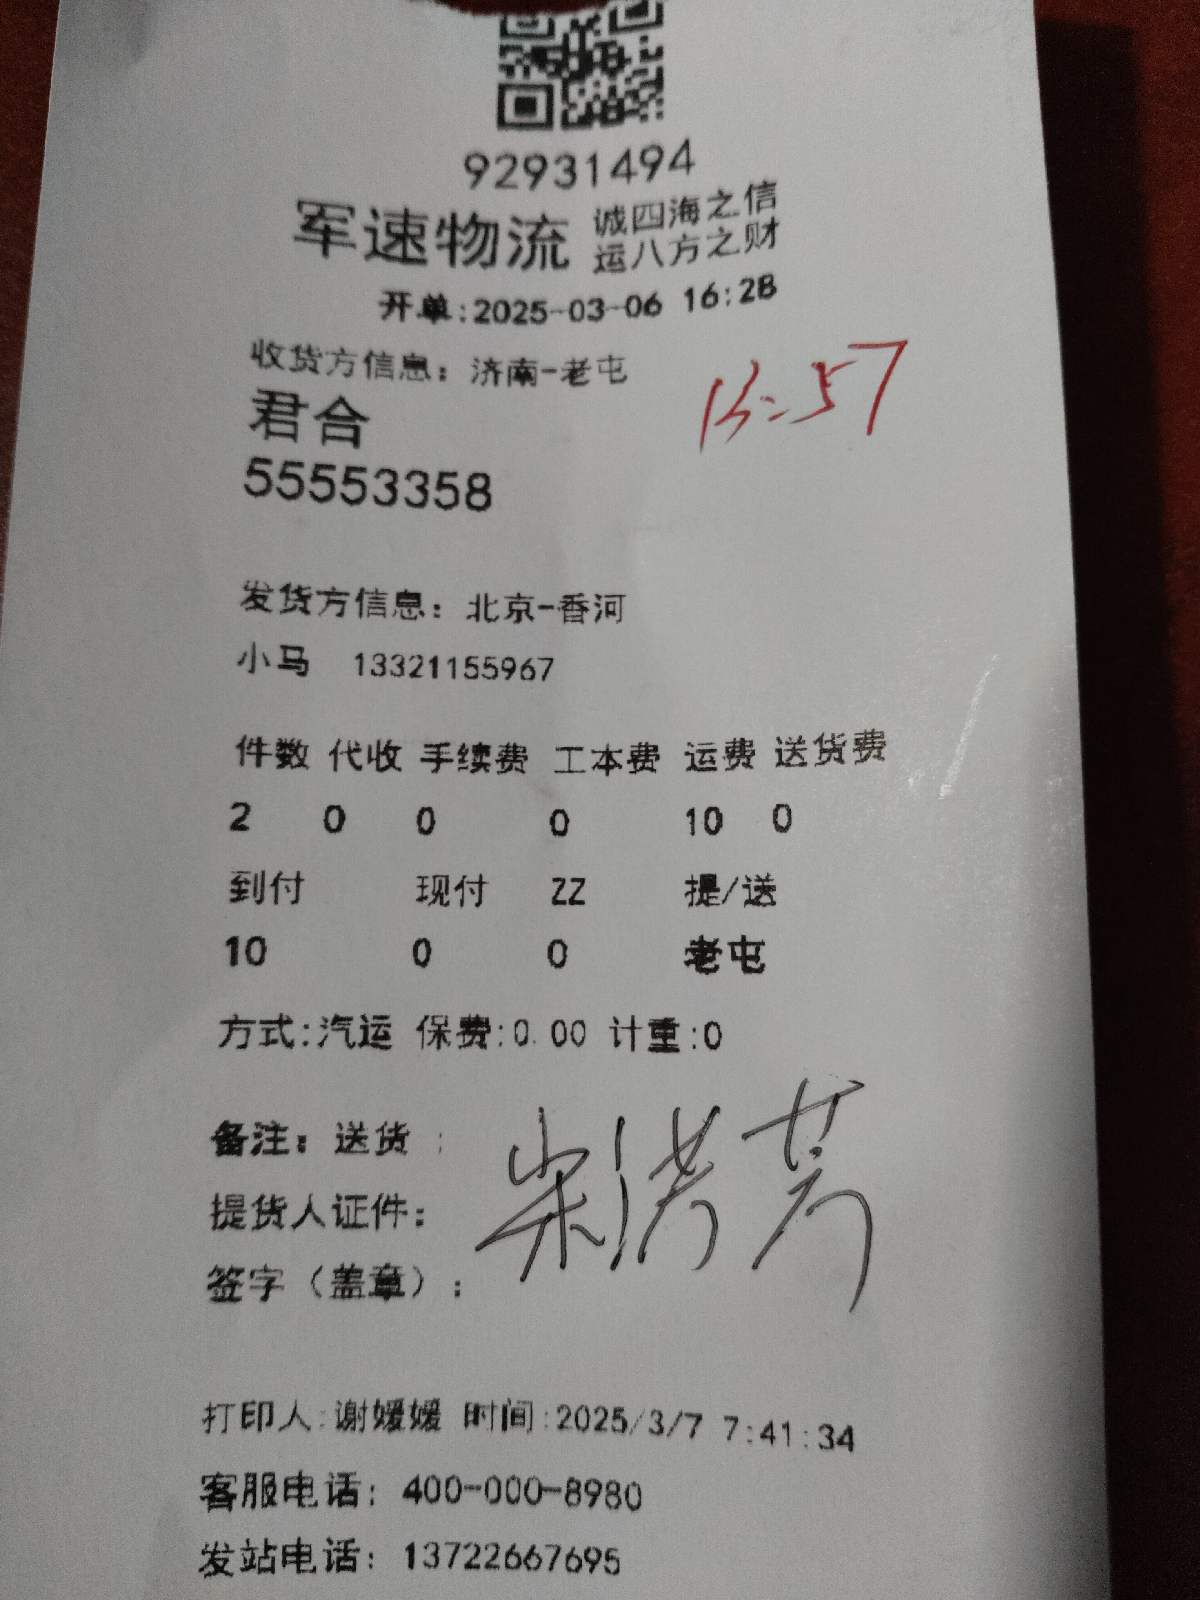 92931494
军速物流 诚四海之信
运八方之财
开单:2025-03-06 16:28
收货方信息: 济南-老屯
13:57
君合
55553358
发货方信息: 北京-香河
小马 13321155967
件数 代收 手续费 工本费 运费 送货费
2 0 0 0 10 0
到付 现付 ZZ 提/送
10 0 0 老屯
方式:汽运 保费:0.00 计重:0
备注: 送货 :
提货人证件:
签字（盖章）:
打印人:谢媛媛 时间:2025/3/7 7:41:34
客服电话: 400-000-8980
发站电话: 13722667695